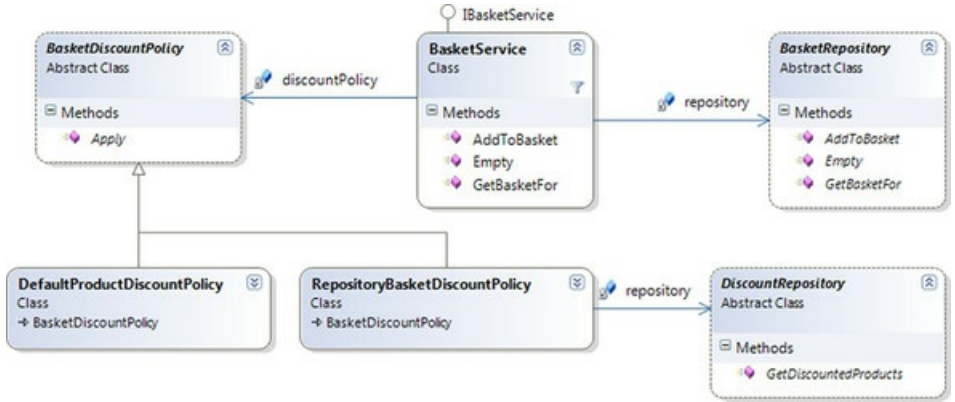 IBasketService
BasketDiscountPolicy
Abstract Class
Methods
Apply
discountPolicy
BasketService
Class
Methods
AddToBasket
Empty
GetBasketFor
repository
BasketRepository
Abstract Class
Methods
AddToBasket
Empty
GetBasketFor
DefaultProductDiscountPolicy
Class
BasketDiscountPolicy
RepositoryBasketDiscountPolicy
Class
BasketDiscountPolicy
repository
DiscountRepository
Abstract Class
Methods
GetDiscountedProducts